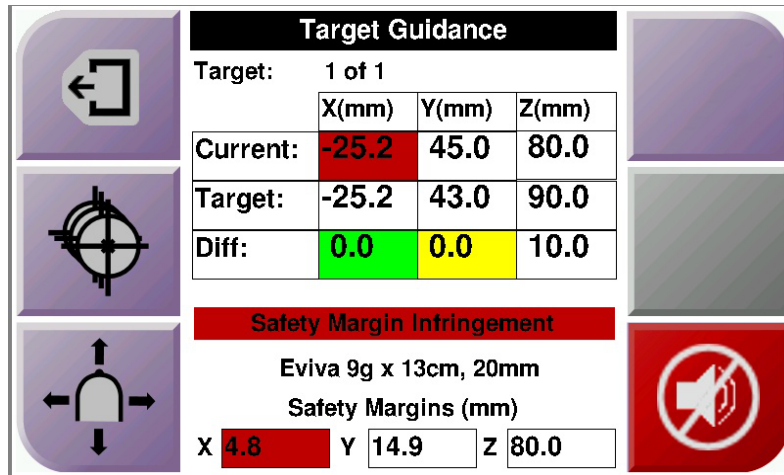 Target Guidance
Target: 1 of 1
X(mm) Y(mm) Z(mm)
Current: -25.2 45.0 80.0
Target: -25.2 43.0 90.0
Diff: 0.0 0.0 10.0
Safety Margin Infringement
Eviva 9g x 13cm, 20mm
Safety Margins (mm)
X 4.8 Y 14.9 Z 80.0